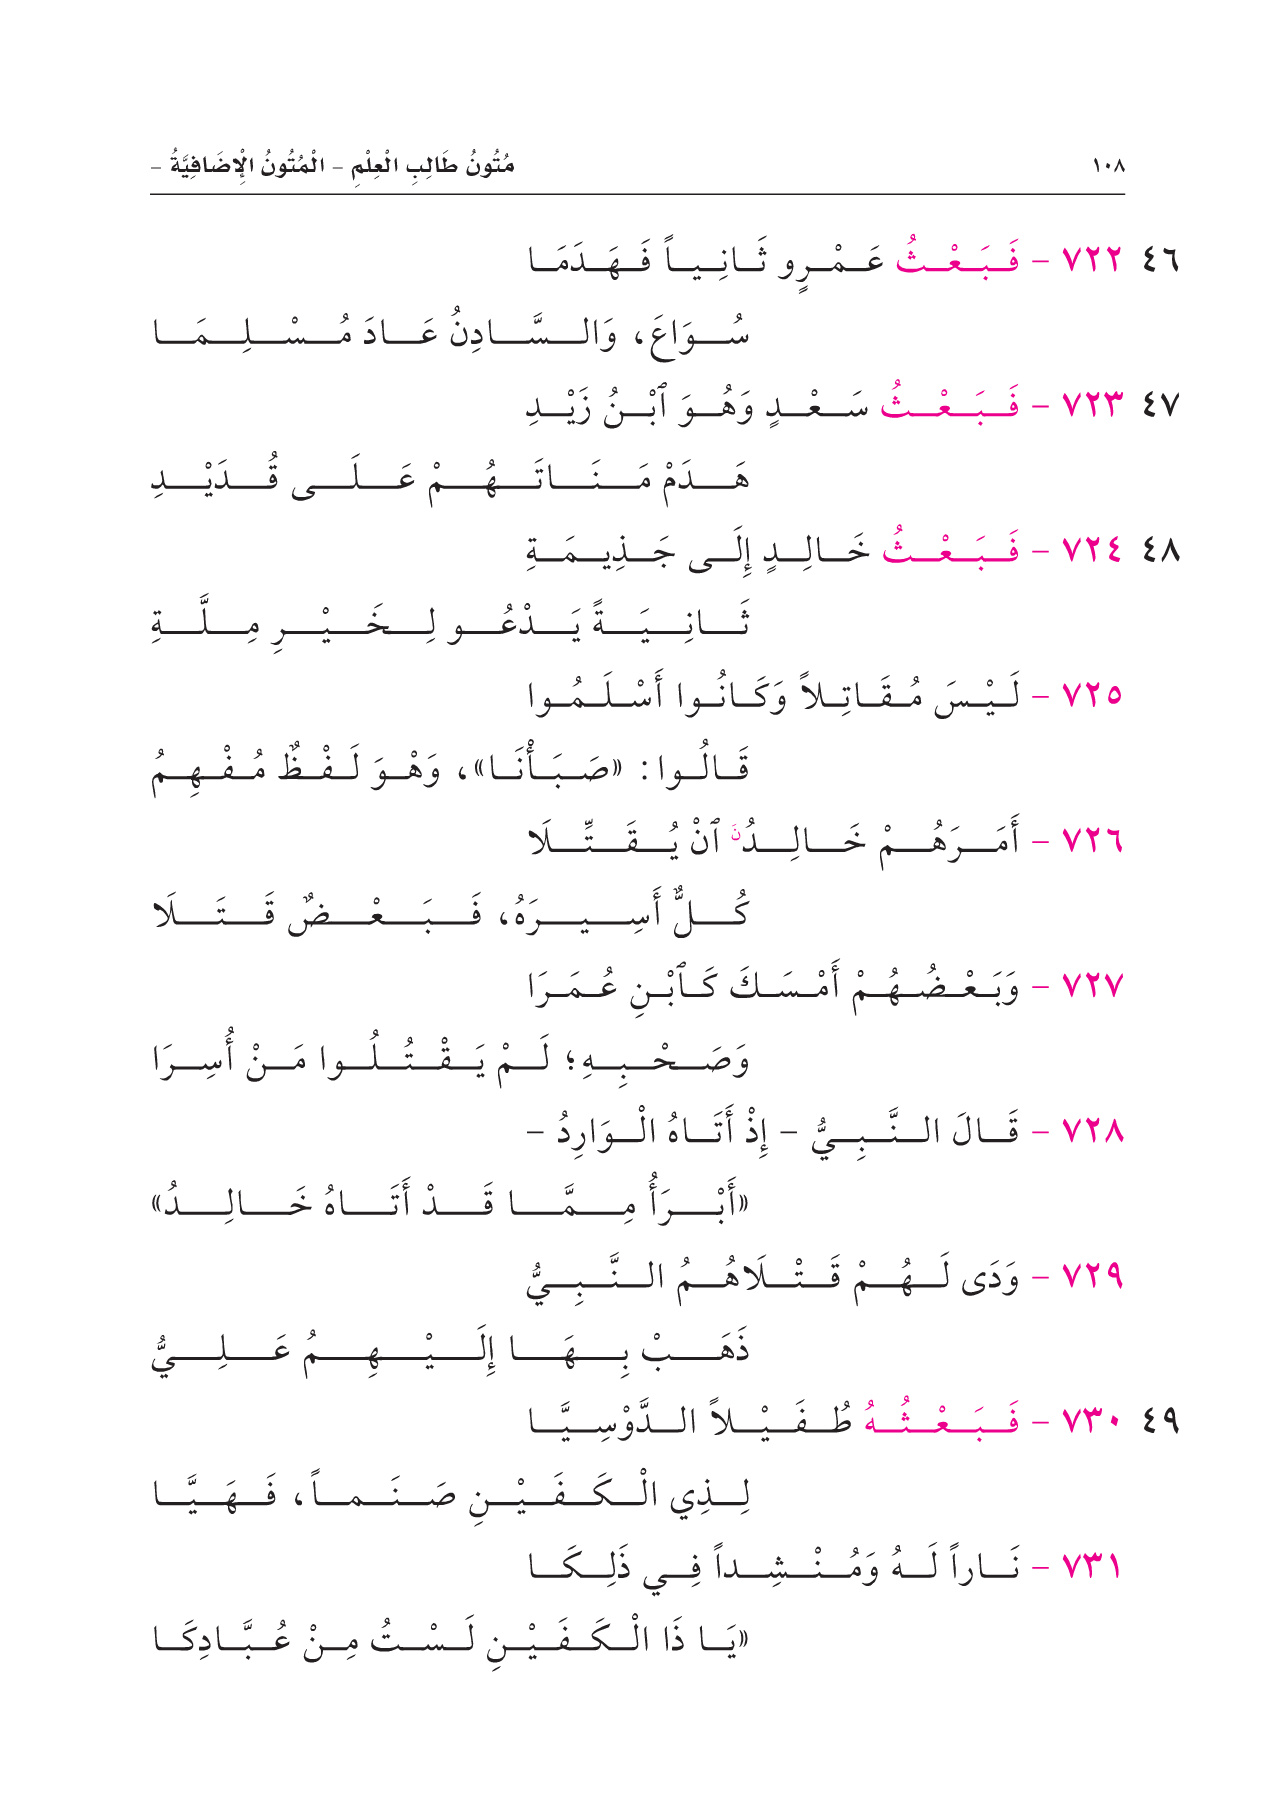 ١٠٨ مُتُونُ طَالِبِ الْعِلْمِ – الْمُتُونُ الْإِضَافِيَّةُ –
٤٦ ٧٢٢ – فَبَعْثُ عَمْرٍو ثَانِياً فَهَدَمَا
سُوَاعَ، وَالسَّادِنُ عَادَ مُسْلِمَا
٤٧ ٧٢٣ – فَبَعْثُ سَعْدٍ وَهُوَ ٱبْنُ زَيْدِ
هَدَمْ مَنَاتَهُمْ عَلَى قُدَيْدِ
٤٨ ٧٢٤ – فَبَعْثُ خَالِدٍ إِلَى جَذِيمَةِ
ثَانِيَةً يَدْعُو لِخَيْرِ مِلَّةِ
٧٢٥ – لَيْسَ مُقَاتِلاً وَكَانُوا أَسْلَمُوا
قَالُوا: «صَبَأْنَا»، وَهْوَ لَفْظٌ مُفْهِمُ
٧٢٦ – أَمَرَهُمْ خَالِدُ نَ ٱنْ يُقَتِّلَا
كُلٌّ أَسِيرَهُ، فَبَعْضٌ قَتَلَا
٧٢٧ – وَبَعْضُهُمْ أَمْسَكَ كَٱبْنِ عُمَرَا
وَصَحْبِهِ؛ لَمْ يَقْتُلُوا مَنْ أُسِرَا
٧٢٨ – قَالَ النَّبِيُّ – إِذْ أَتَاهُ الْوَارِدُ –
«أَبْرَأُ مِمَّا قَدْ أَتَاهُ خَالِدُ»
٧٢٩ – وَدَى لَهُمْ قَتْلَاهُمُ النَّبِيُّ
ذَهَبْ بِهَا إِلَيْهِمُ عَلِيُّ
٤٩ ٧٣٠ – فَبَعْثُهُ طُفَيْلاً الدَّوْسِيَّا
لِذِي الْكَفَيْنِ صَنَماً، فَهَيَّا
٧٣١ – نَاراً لَهُ وَمُنْشِداً فِي ذَلِكَا
«يَا ذَا الْكَفَيْنِ لَسْتُ مِنْ عُبَّادِكَا